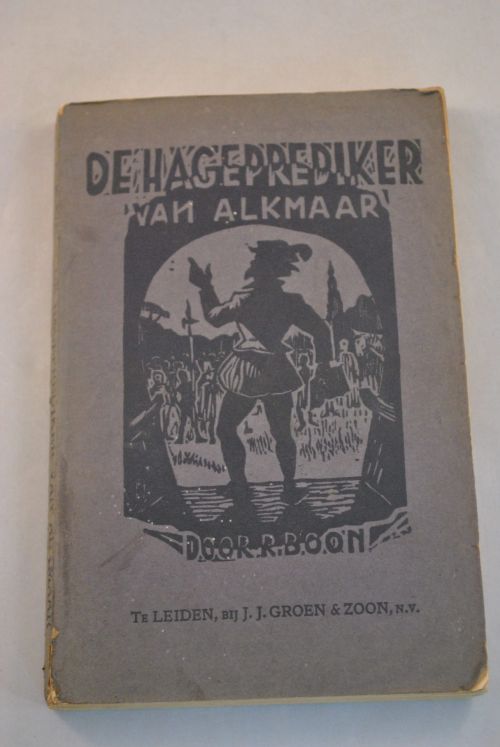 DE HAGEPREDIKER
VAN ALKMAAR
DOOR R. BOON
TE LEIDEN, BIJ J. J. GROEN & ZOON, N.V.